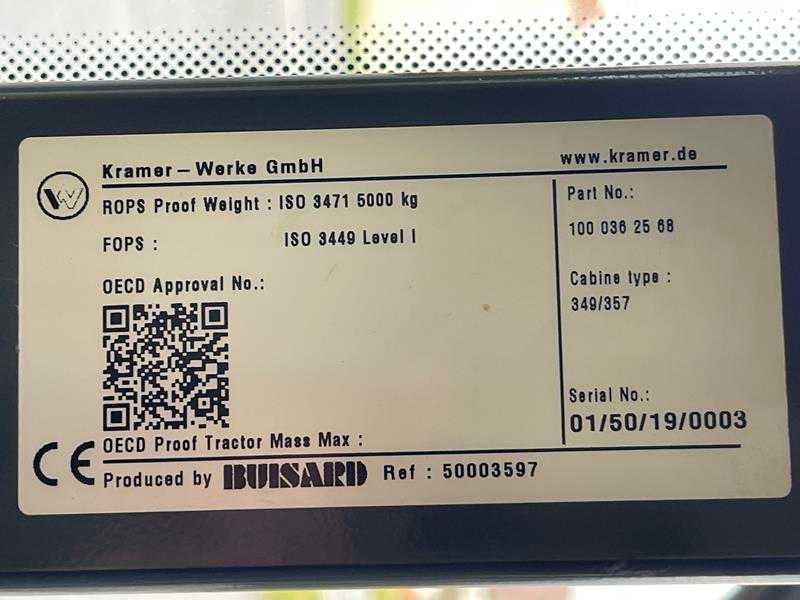 Kramer-Werke GmbH
www.kramer.de
ROPS Proof Weight : ISO 3471 5000 kg
FOPS : ISO 3449 Level I
OECD Approval No.:
OECD Proof Tractor Mass Max :
Part No.:
100 036 25 68
Cabine type :
349/357
Serial No.:
01/50/19/0003
CE
Produced by BUISARD Ref : 50003597